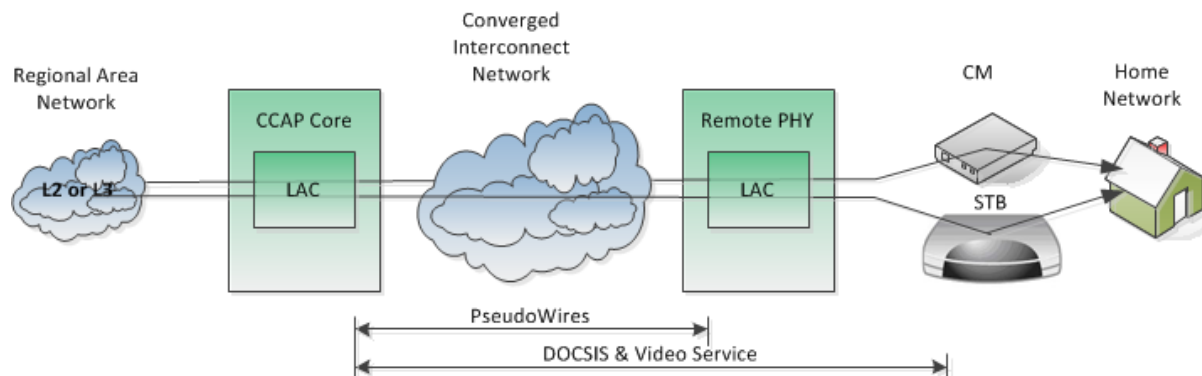 Regional Area
Network
L2 or L3
CCAP Core
LAC
Converged
Interconnect
Network
Remote PHY
LAC
CM
STB
Home
Network
PseudoWires
DOCSIS & Video Service